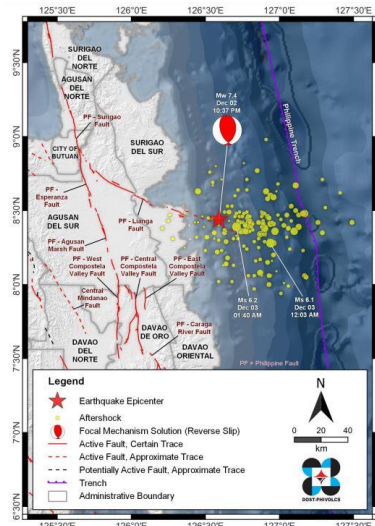 125°30'E
126°0'E
126°30'E
127°0'E
127°30'E
9°30'N
9°0'N
8°30'N
8°0'N
7°30'N
7°0'N
6°30'N
SURIGAO
DEL
NORTE
AGUSAN
DEL
NORTE
PF - Surigao
Fault
CITY OF
BUTUAN
SURIGAO
DEL SUR
Mw 7.4
Dec 02
10:37 PM
Philippine Trench
PF -
Esperanza
Fault
AGUSAN
DEL SUR
PF - Lianga
Fault
PF - Agusan
Marsh Fault
PF - West
Compostela
Valley Fault
PF - Central
Compostela
Valley Fault
PF - East
Compostela
Valley Fault
Central
Mindanao
Fault
Ms 6.2
Dec 03
01:40 AM
Ms 6.1
Dec 03
12:03 AM
DAVAO
DEL
NORTE
DAVAO
DE ORO
DAVAO
ORIENTAL
PF - Caraga
River Fault
PF = Philippine Fault
Legend
Earthquake Epicenter
Aftershock
Focal Mechanism Solution (Reverse Slip)
Active Fault, Certain Trace
Active Fault, Approximate Trace
Potentially Active Fault, Approximate Trace
Trench
Administrative Boundary
N
0 20 40
km
DOST-PHIVOLCS